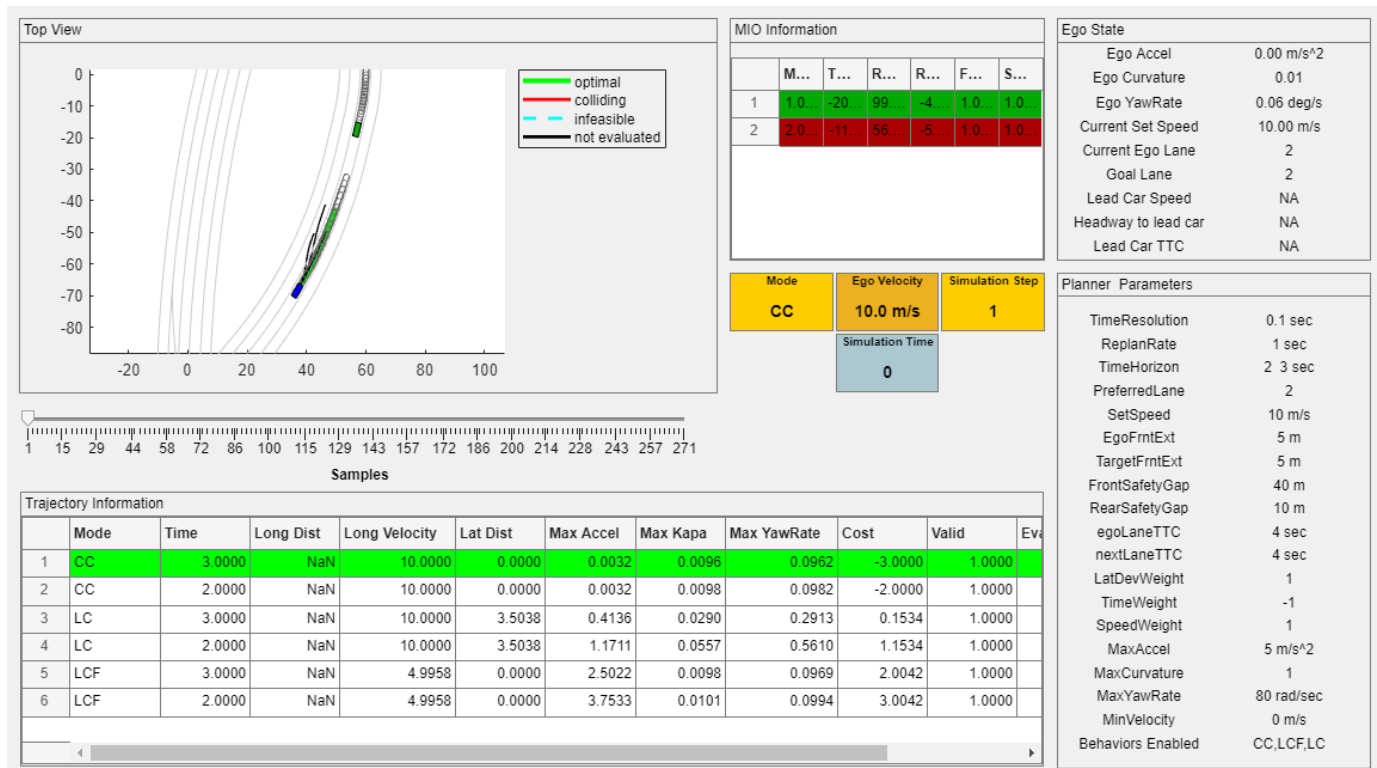 Top View
0
-10
-20
-30
-40
-50
-60
-70
-80
-20 0 20 40 60 80 100
optimal
colliding
infeasible
not evaluated
1 15 29 44 58 72 86 100 115 129 143 157 172 186 200 214 228 243 257 271
Samples
MIO Information
M... T... R... R... F... S...
1 1.0... -20... 99.... -4.... 1.0... 1.0...
2 2.0... -11... 56.... -5.... 1.0... 1.0...
Mode
CC
Ego Velocity
10.0 m/s
Simulation Step
1
Simulation Time
0
Ego State
Ego Accel 0.00 m/s^2
Ego Curvature 0.01
Ego YawRate 0.06 deg/s
Current Set Speed 10.00 m/s
Current Ego Lane 2
Goal Lane 2
Lead Car Speed NA
Headway to lead car NA
Lead Car TTC NA
Planner Parameters
TimeResolution 0.1 sec
ReplanRate 1 sec
TimeHorizon 2 3 sec
PreferredLane 2
SetSpeed 10 m/s
EgoFrntExt 5 m
TargetFrntExt 5 m
FrontSafetyGap 40 m
RearSafetyGap 10 m
egoLaneTTC 4 sec
nextLaneTTC 4 sec
LatDevWeight 1
TimeWeight -1
SpeedWeight 1
MaxAccel 5 m/s^2
MaxCurvature 1
MaxYawRate 80 rad/sec
MinVelocity 0 m/s
Behaviors Enabled CC,LCF,LC
Trajectory Information
Mode Time Long Dist Long Velocity Lat Dist Max Accel Max Kapa Max YawRate Cost Valid
1 CC 3.0000 NaN 10.0000 0.0000 0.0032 0.0096 0.0962 -3.0000 1.0000
2 CC 2.0000 NaN 10.0000 0.0000 0.0032 0.0098 0.0982 -2.0000 1.0000
3 LC 3.0000 NaN 10.0000 3.5038 0.4136 0.0290 0.2913 0.1534 1.0000
4 LC 2.0000 NaN 10.0000 3.5038 1.1711 0.0557 0.5610 1.1534 1.0000
5 LCF 3.0000 NaN 4.9958 0.0000 2.5022 0.0098 0.0969 2.0042 1.0000
6 LCF 2.0000 NaN 4.9958 0.0000 3.7533 0.0101 0.0994 3.0042 1.0000